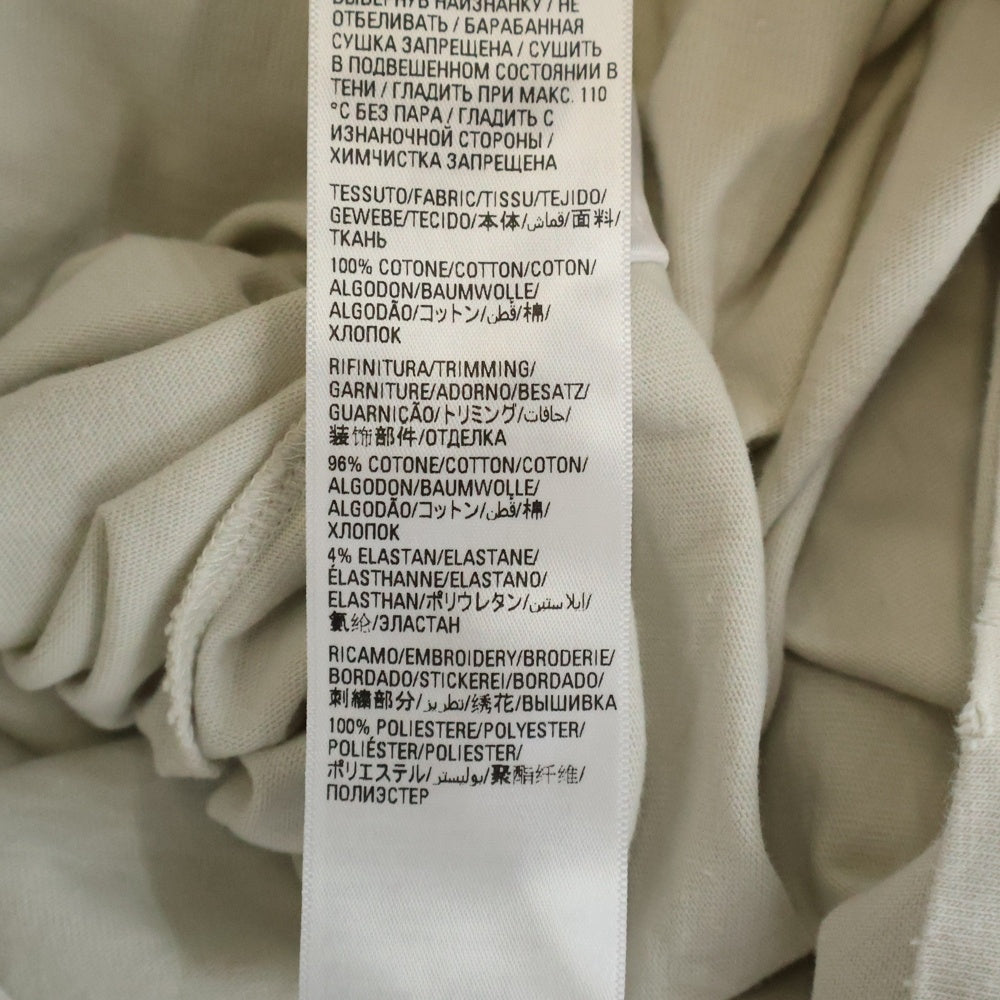 ВЫВЕРНУВ НАИЗНАНКУ / НЕ
ОТБЕЛИВАТЬ / БАРАБАННАЯ
СУШКА ЗАПРЕЩЕНА / СУШИТЬ
В ПОДВЕШЕННОМ СОСТОЯНИИ В
ТЕНИ / ГЛАДИТЬ ПРИ МАКС. 110
°C БЕЗ ПАРА / ГЛАДИТЬ С
ИЗНАНОЧНОЙ СТОРОНЫ /
ХИМЧИСТКА ЗАПРЕЩЕНА
TESSUTO/FABRIC/TISSU/TEJIDO/
GEWEBE/TECIDO/本体/قماش/面料/
ТКАНЬ
100% COTONE/COTTON/COTON/
ALGODON/BAUMWOLLE/
ALGODÃO/コットン/قطن/棉/
ХЛОПОК
RIFINITURA/TRIMMING/
GARNITURE/ADORNO/BESATZ/
GUARNIÇÃO/トリミング/حافات/
装饰部件/ОТДЕЛКА
96% COTONE/COTTON/COTON/
ALGODON/BAUMWOLLE/
ALGODÃO/コットン/قطن/棉/
ХЛОПОК
4% ELASTAN/ELASTANE/
ÉLASTHANNE/ELASTANO/
ELASTHAN/ポリウレタン/إيلاستين/
氨纶/ЭЛАСТАН
RICAMO/EMBROIDERY/BRODERIE/
BORDADO/STICKEREI/BORDADO/
刺繍部分/تطريز/绣花/ВЫШИВКА
100% POLIESTERE/POLYESTER/
POLIÉSTER/POLIESTER/
ポリエステル/بوليستر/聚酯纤维/
ПОЛИЭСТЕР